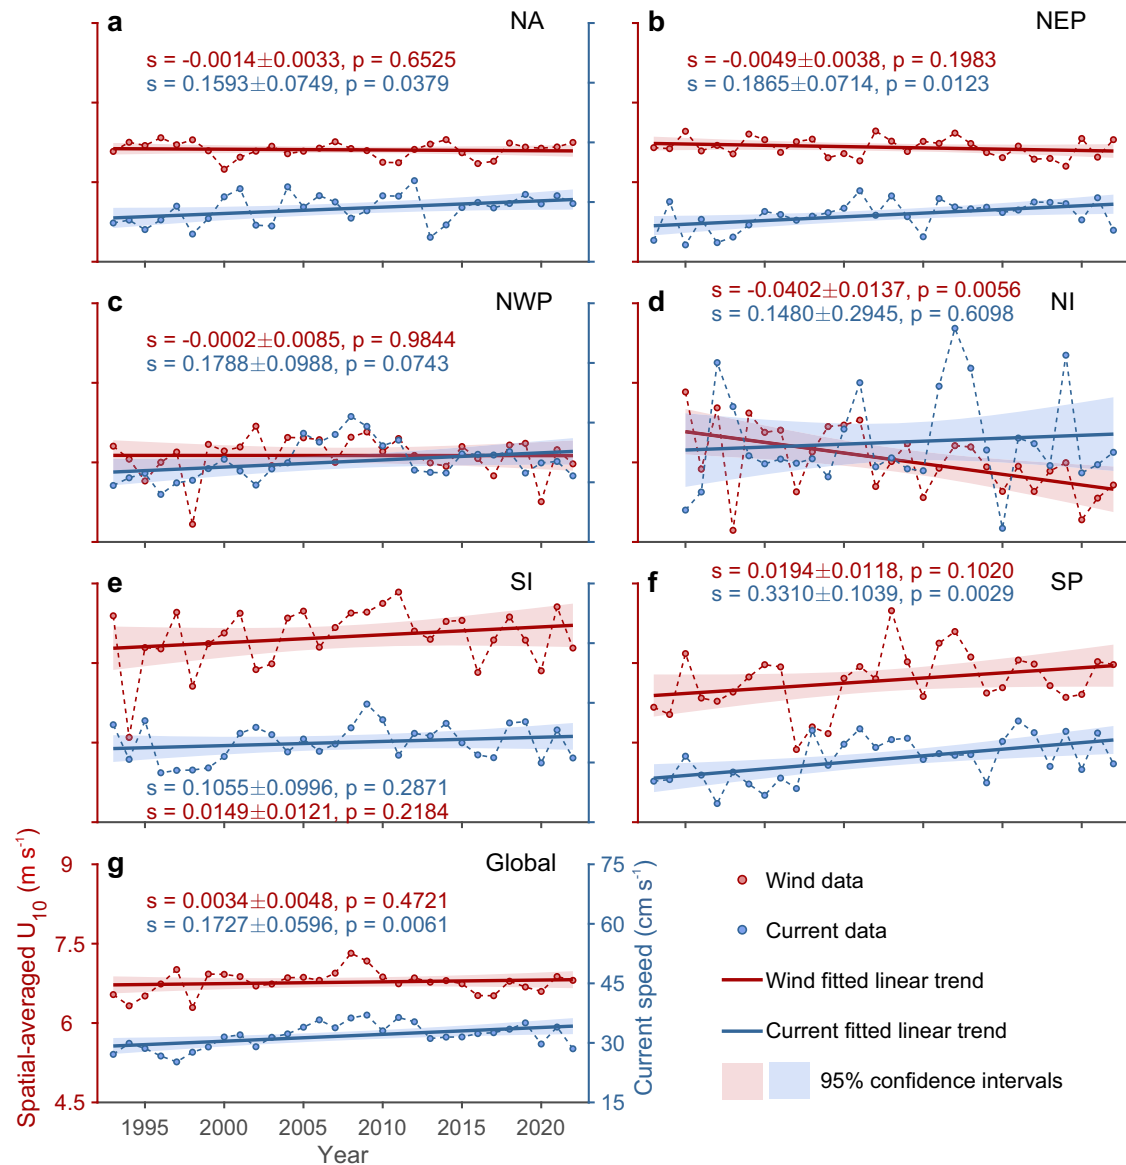 a NA
s = -0.0014±0.0033, p = 0.6525
s = 0.1593±0.0749, p = 0.0379
b NEP
s = -0.0049±0.0038, p = 0.1983
s = 0.1865±0.0714, p = 0.0123
c NWP
s = -0.0002±0.0085, p = 0.9844
s = 0.1788±0.0988, p = 0.0743
d NI
s = -0.0402±0.0137, p = 0.0056
s = 0.1480±0.2945, p = 0.6098
1995 2000 2005 2010 2015 2020
e SI
s = 0.1055±0.0996, p = 0.2871
s = 0.0149±0.0121, p = 0.2184
f SP
s = 0.0194±0.0118, p = 0.1020
s = 0.3310±0.1039, p = 0.0029
g Global
s = 0.0034±0.0048, p = 0.4721
s = 0.1727±0.0596, p = 0.0061
Spatial-averaged U10 (m s-1)
9
7.5
6
4.5
75
60
45
30
15
Current speed (cm s-1)
1995 2000 2005 2010 2015 2020
Year
Wind data
Current data
Wind fitted linear trend
Current fitted linear trend
95% confidence intervals